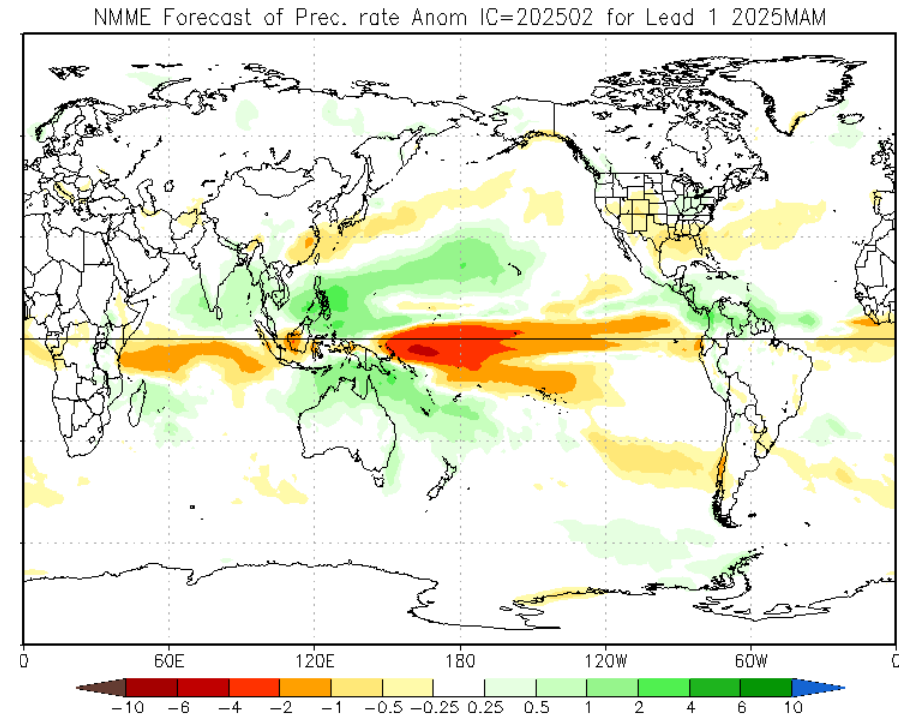 NMME Forecast of Prec. rate Anom IC=202502 for Lead 1 2025MAM
0 60E 120E 180 120W 60W 0
-10 -6 -4 -2 -1 -0.5 -0.25 0.25 0.5 1 2 4 6 10